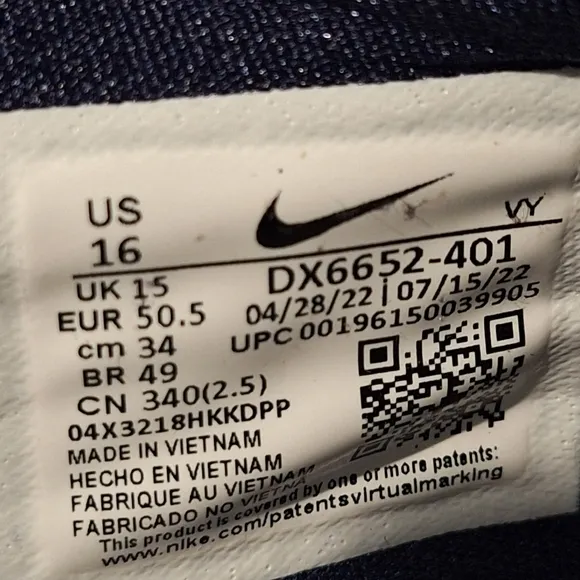 US
16
VY
UK 15
DX6652-401
EUR 50.5
04/28/22 | 07/15/22
cm 34
UPC 00196150039905
BR 49
CN 340(2.5)
04X3218HKKDPP
MADE IN VIETNAM
HECHO EN VIETNAM
FABRIQUE AU VIETNAM
FABRICADO NO VIETNAM
This product is covered by one or more patents:
www.nike.com/patentsvirtualmarking